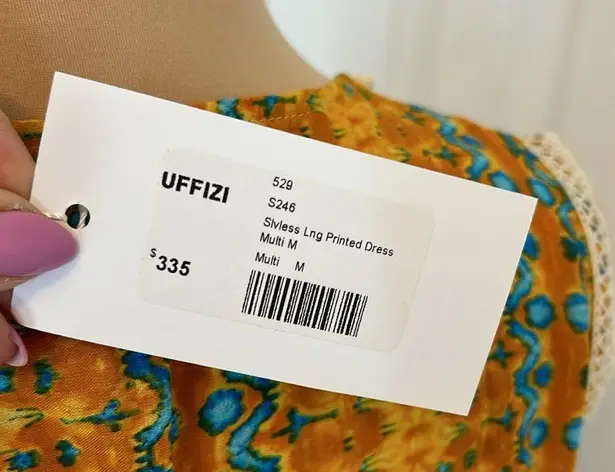 UFFIZI
529
S246
Slvless Lng Printed Dress
Multi M
Multi M
$335